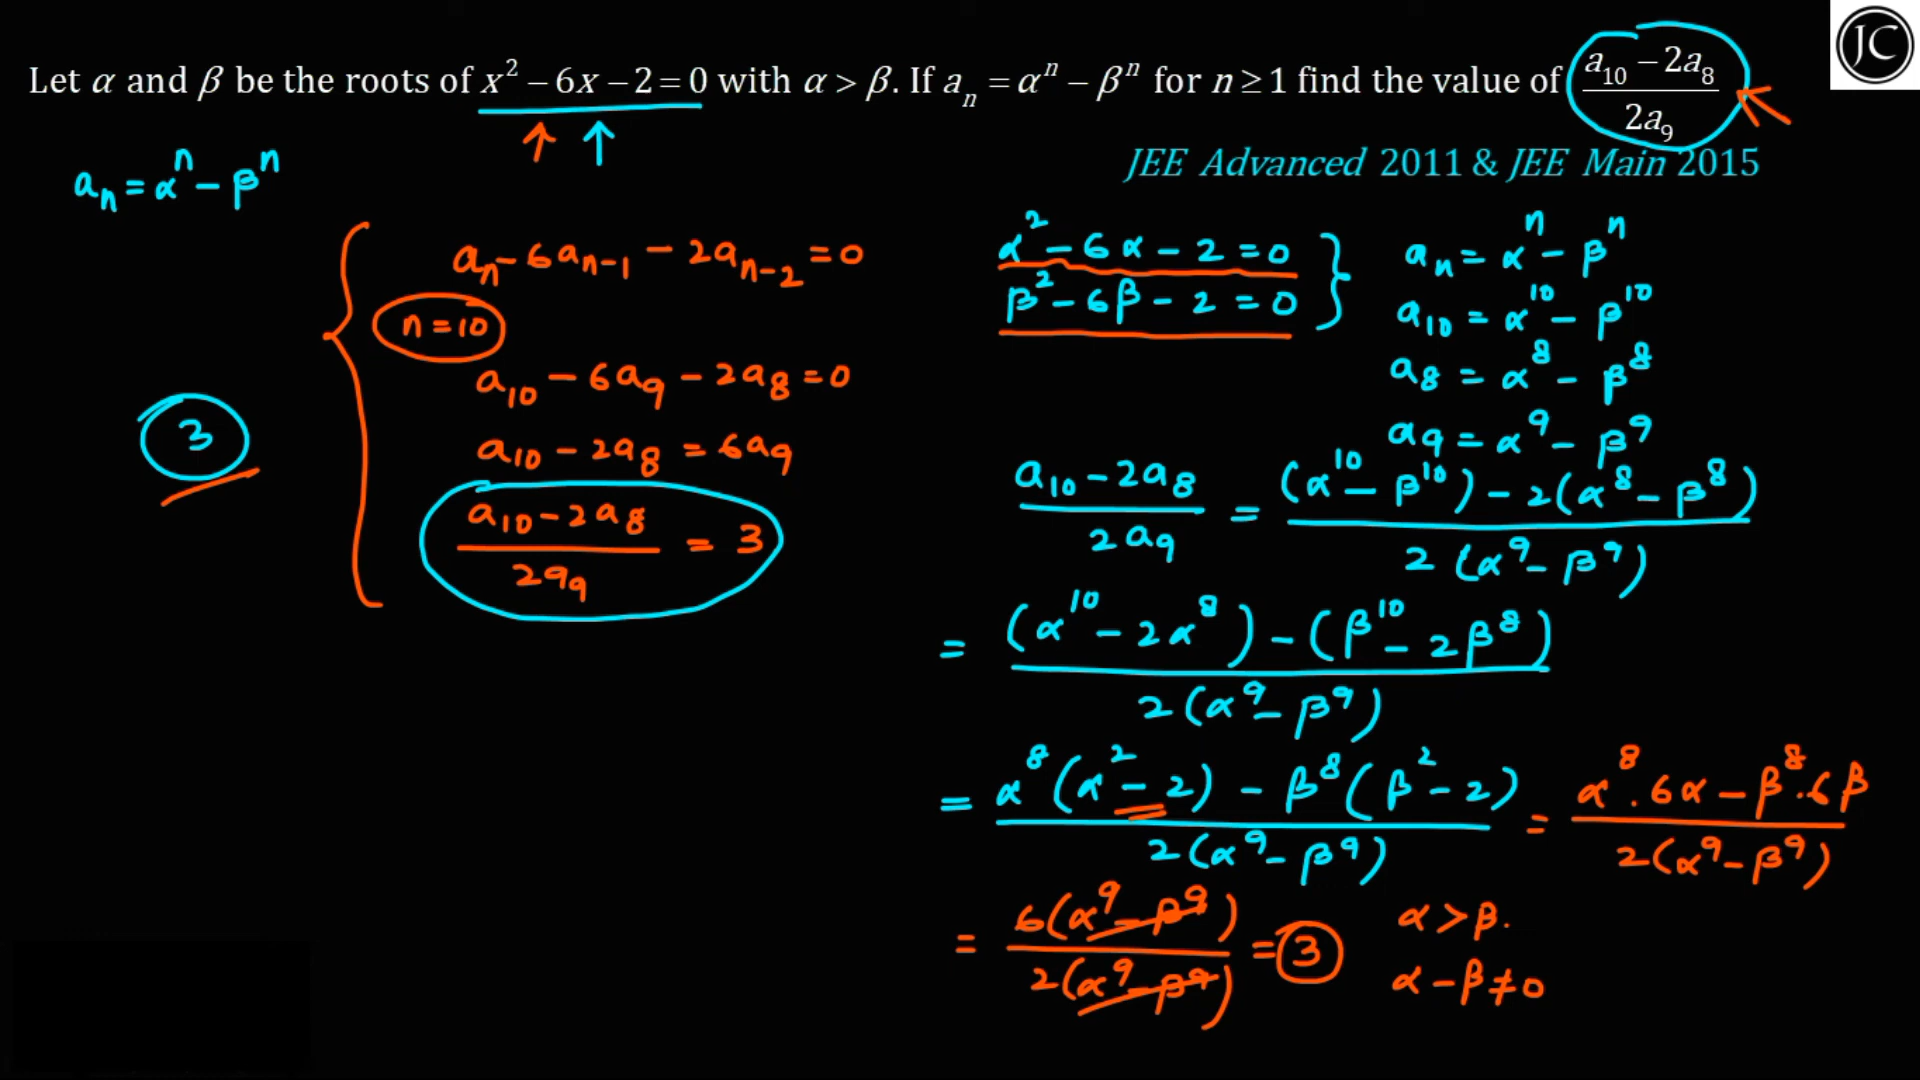 JC
Let α and β be the roots of x² − 6x − 2 = 0 with α > β. If aₙ = αⁿ − βⁿ for n ≥ 1 find the value of (a₁₀ − 2a₈)/(2a₉)
JEE Advanced 2011 & JEE Main 2015
aₙ = αⁿ − βⁿ
aₙ − 6aₙ₋₁ − 2aₙ₋₂ = 0
n = 10
a₁₀ − 6a₉ − 2a₈ = 0
a₁₀ − 2a₈ = 6a₉
(a₁₀ − 2a₈)/(2a₉) = 3
3
α² − 6α − 2 = 0
β² − 6β − 2 = 0
aₙ = αⁿ − βⁿ
a₁₀ = α¹⁰ − β¹⁰
a₈ = α⁸ − β⁸
a₉ = α⁹ − β⁹
(a₁₀ − 2a₈)/(2a₉) = ((α¹⁰ − β¹⁰) − 2(α⁸ − β⁸))/(2(α⁹ − β⁹))
= ((α¹⁰ − 2α⁸) − (β¹⁰ − 2β⁸))/(2(α⁹ − β⁹))
= (α⁸(α² − 2) − β⁸(β² − 2))/(2(α⁹ − β⁹)) = (α⁸.6α − β⁸.6β)/(2(α⁹ − β⁹))
= (6(α⁹ − β⁹))/(2(α⁹ − β⁹)) = 3
α > β.
α − β ≠ 0